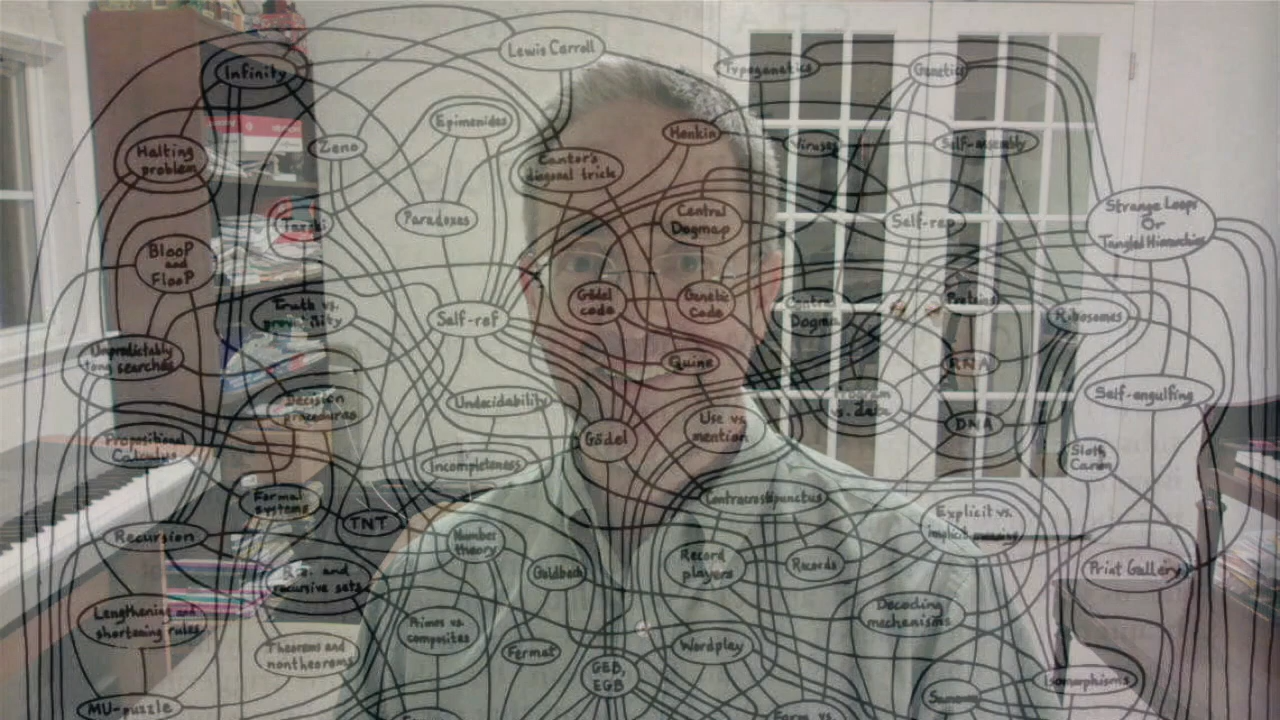 Lewis Carroll
Infinity
Typogenetics
Genetics
Epimenides
Henkin
Halting
problem
Zeno
Viruses
Self-assembly
Cantor's
diagonal trick
Tarski
Paradoxes
Central
Dogmap
Self-rep
Strange Loops
Or
Tangled Hierarchies
BlooP
and
FlooP
Truth vs.
provability
Self-ref
Gödel
code
Genetic
Code
Central
Dogma
Proteins
Ribosomes
Unpredictably
long searches
Quine
RNA
Decision
procedures
Undecidability
Program
vs. data
Self-engulfing
Propositional
Calculus
Gödel
Use vs.
mention
DNA
Sloth
Canon
Incompleteness
Formal
systems
TNT
Contracrostipunctus
Explicit vs.
implicit meaning
Recursion
Number
theory
Goldbach
Record
players
Records
Print Gallery
R.e. and
recursive sets
Lengthening and
shortening rules
Primes vs.
composites
Decoding
mechanisms
Theorems and
nontheorems
Fermat
Wordplay
GEB,
EGB
Isomorphisms
MU-puzzle
Form vs.